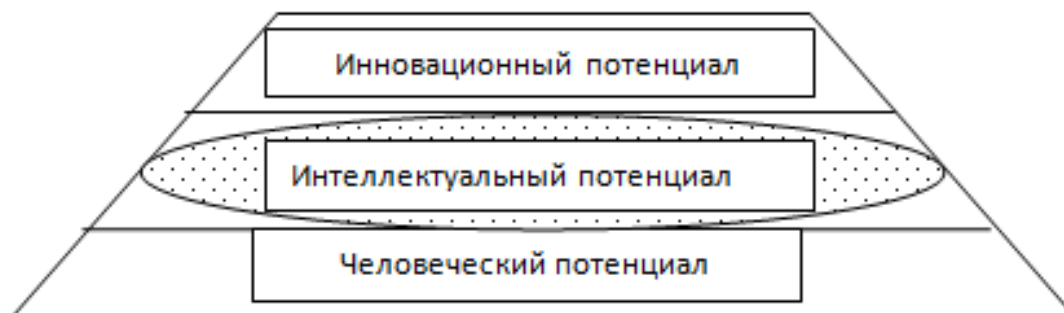 Инновационный потенциал
Интеллектуальный потенциал
Человеческий потенциал